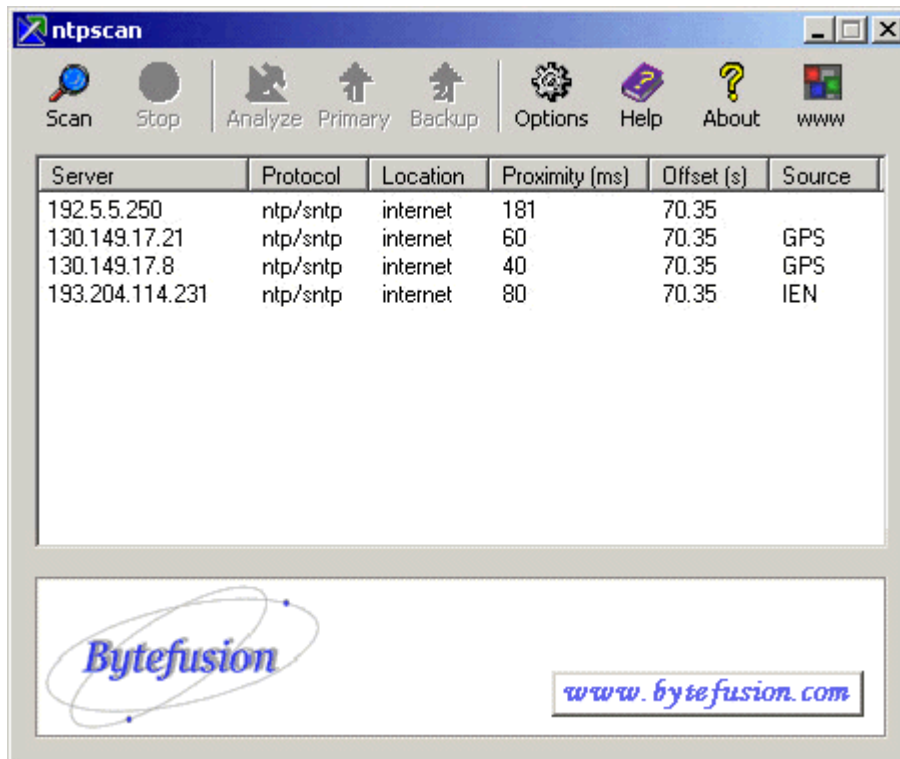 ntpscan
Scan Stop Analyze Primary Backup Options Help About www
Server Protocol Location Proximity (ms) Offset (s) Source
192.5.5.250 ntp/sntp internet 181 70.35
130.149.17.21 ntp/sntp internet 60 70.35 GPS
130.149.17.8 ntp/sntp internet 40 70.35 GPS
193.204.114.231 ntp/sntp internet 80 70.35 IEN
Bytefusion
www.bytefusion.com